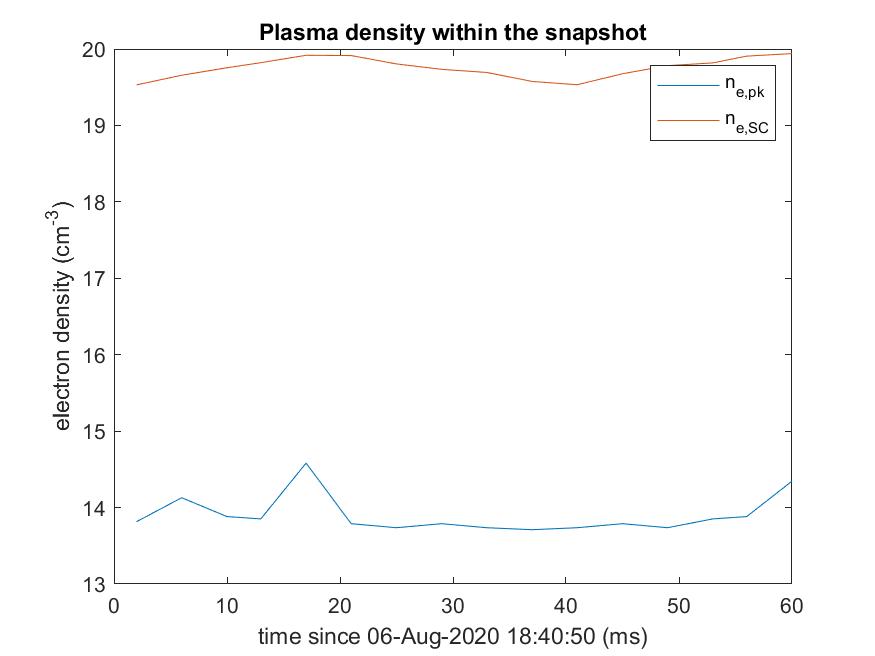 Plasma density within the snapshot
20
19
18
17
16
15
14
13
electron density (cm-3)
ne,pk
ne,SC
0 10 20 30 40 50 60
time since 06-Aug-2020 18:40:50 (ms)